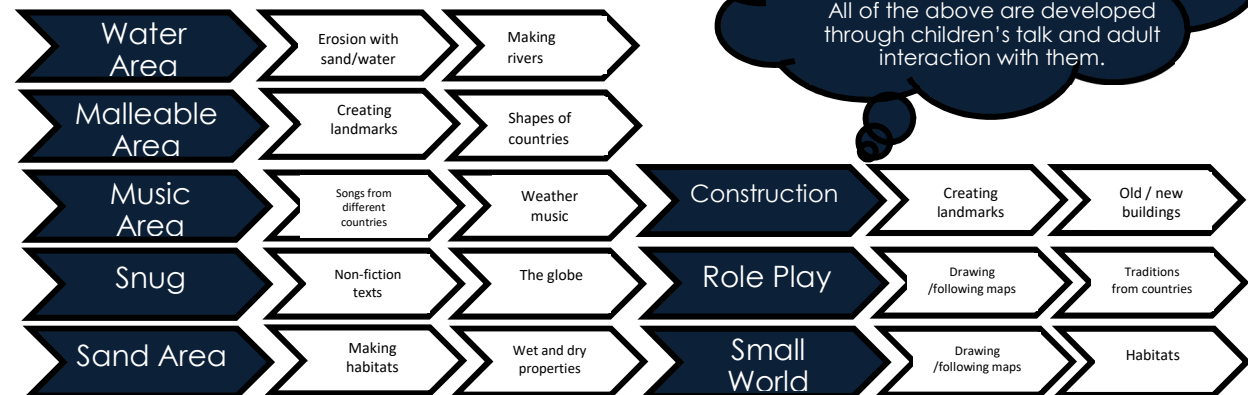 All of the above are developed
through children's talk and adult
interaction with them.
Water
Area
Erosion with
sand/water
Making
rivers
Malleable
Area
Creating
landmarks
Shapes of
countries
Music
Area
Songs from
different
countries
Weather
music
Construction
Creating
landmarks
Old / new
buildings
Snug
Non-fiction
texts
The globe
Role Play
Drawing
/following maps
Traditions
from countries
Sand Area
Making
habitats
Wet and dry
properties
Small
World
Drawing
/following maps
Habitats